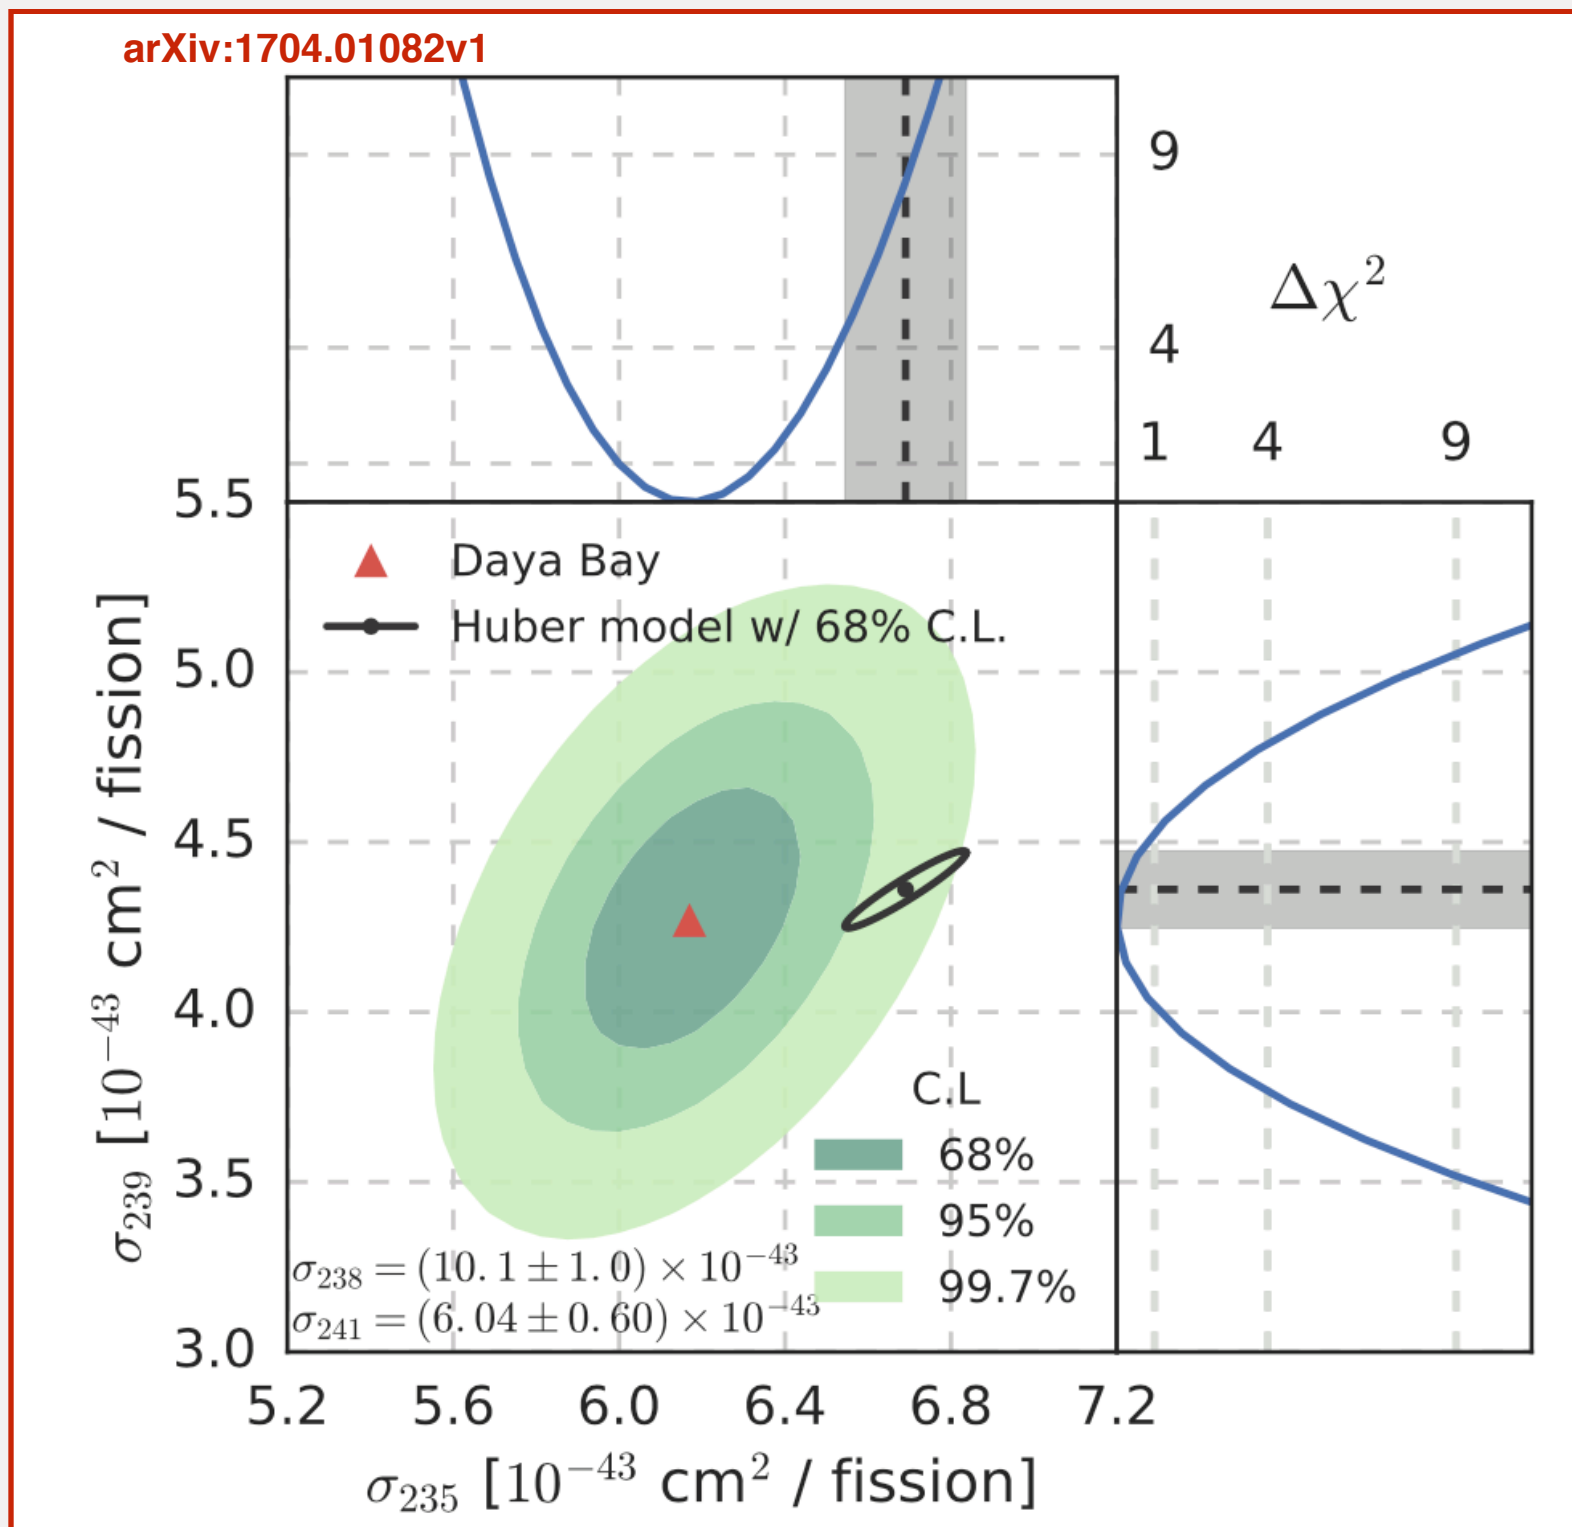 arXiv:1704.01082v1
9
Δχ²
4
1 4 9
5.5
Daya Bay
Huber model w/ 68% C.L.
5.0
4.5
4.0
C.L
68%
3.5
95%
σ₂₃₈ = (10.1 ± 1.0) × 10⁻⁴³
99.7%
σ₂₄₁ = (6.04 ± 0.60) × 10⁻⁴³
3.0
σ₂₃₉ [10⁻⁴³ cm² / fission]
5.2 5.6 6.0 6.4 6.8 7.2
σ₂₃₅ [10⁻⁴³ cm² / fission]